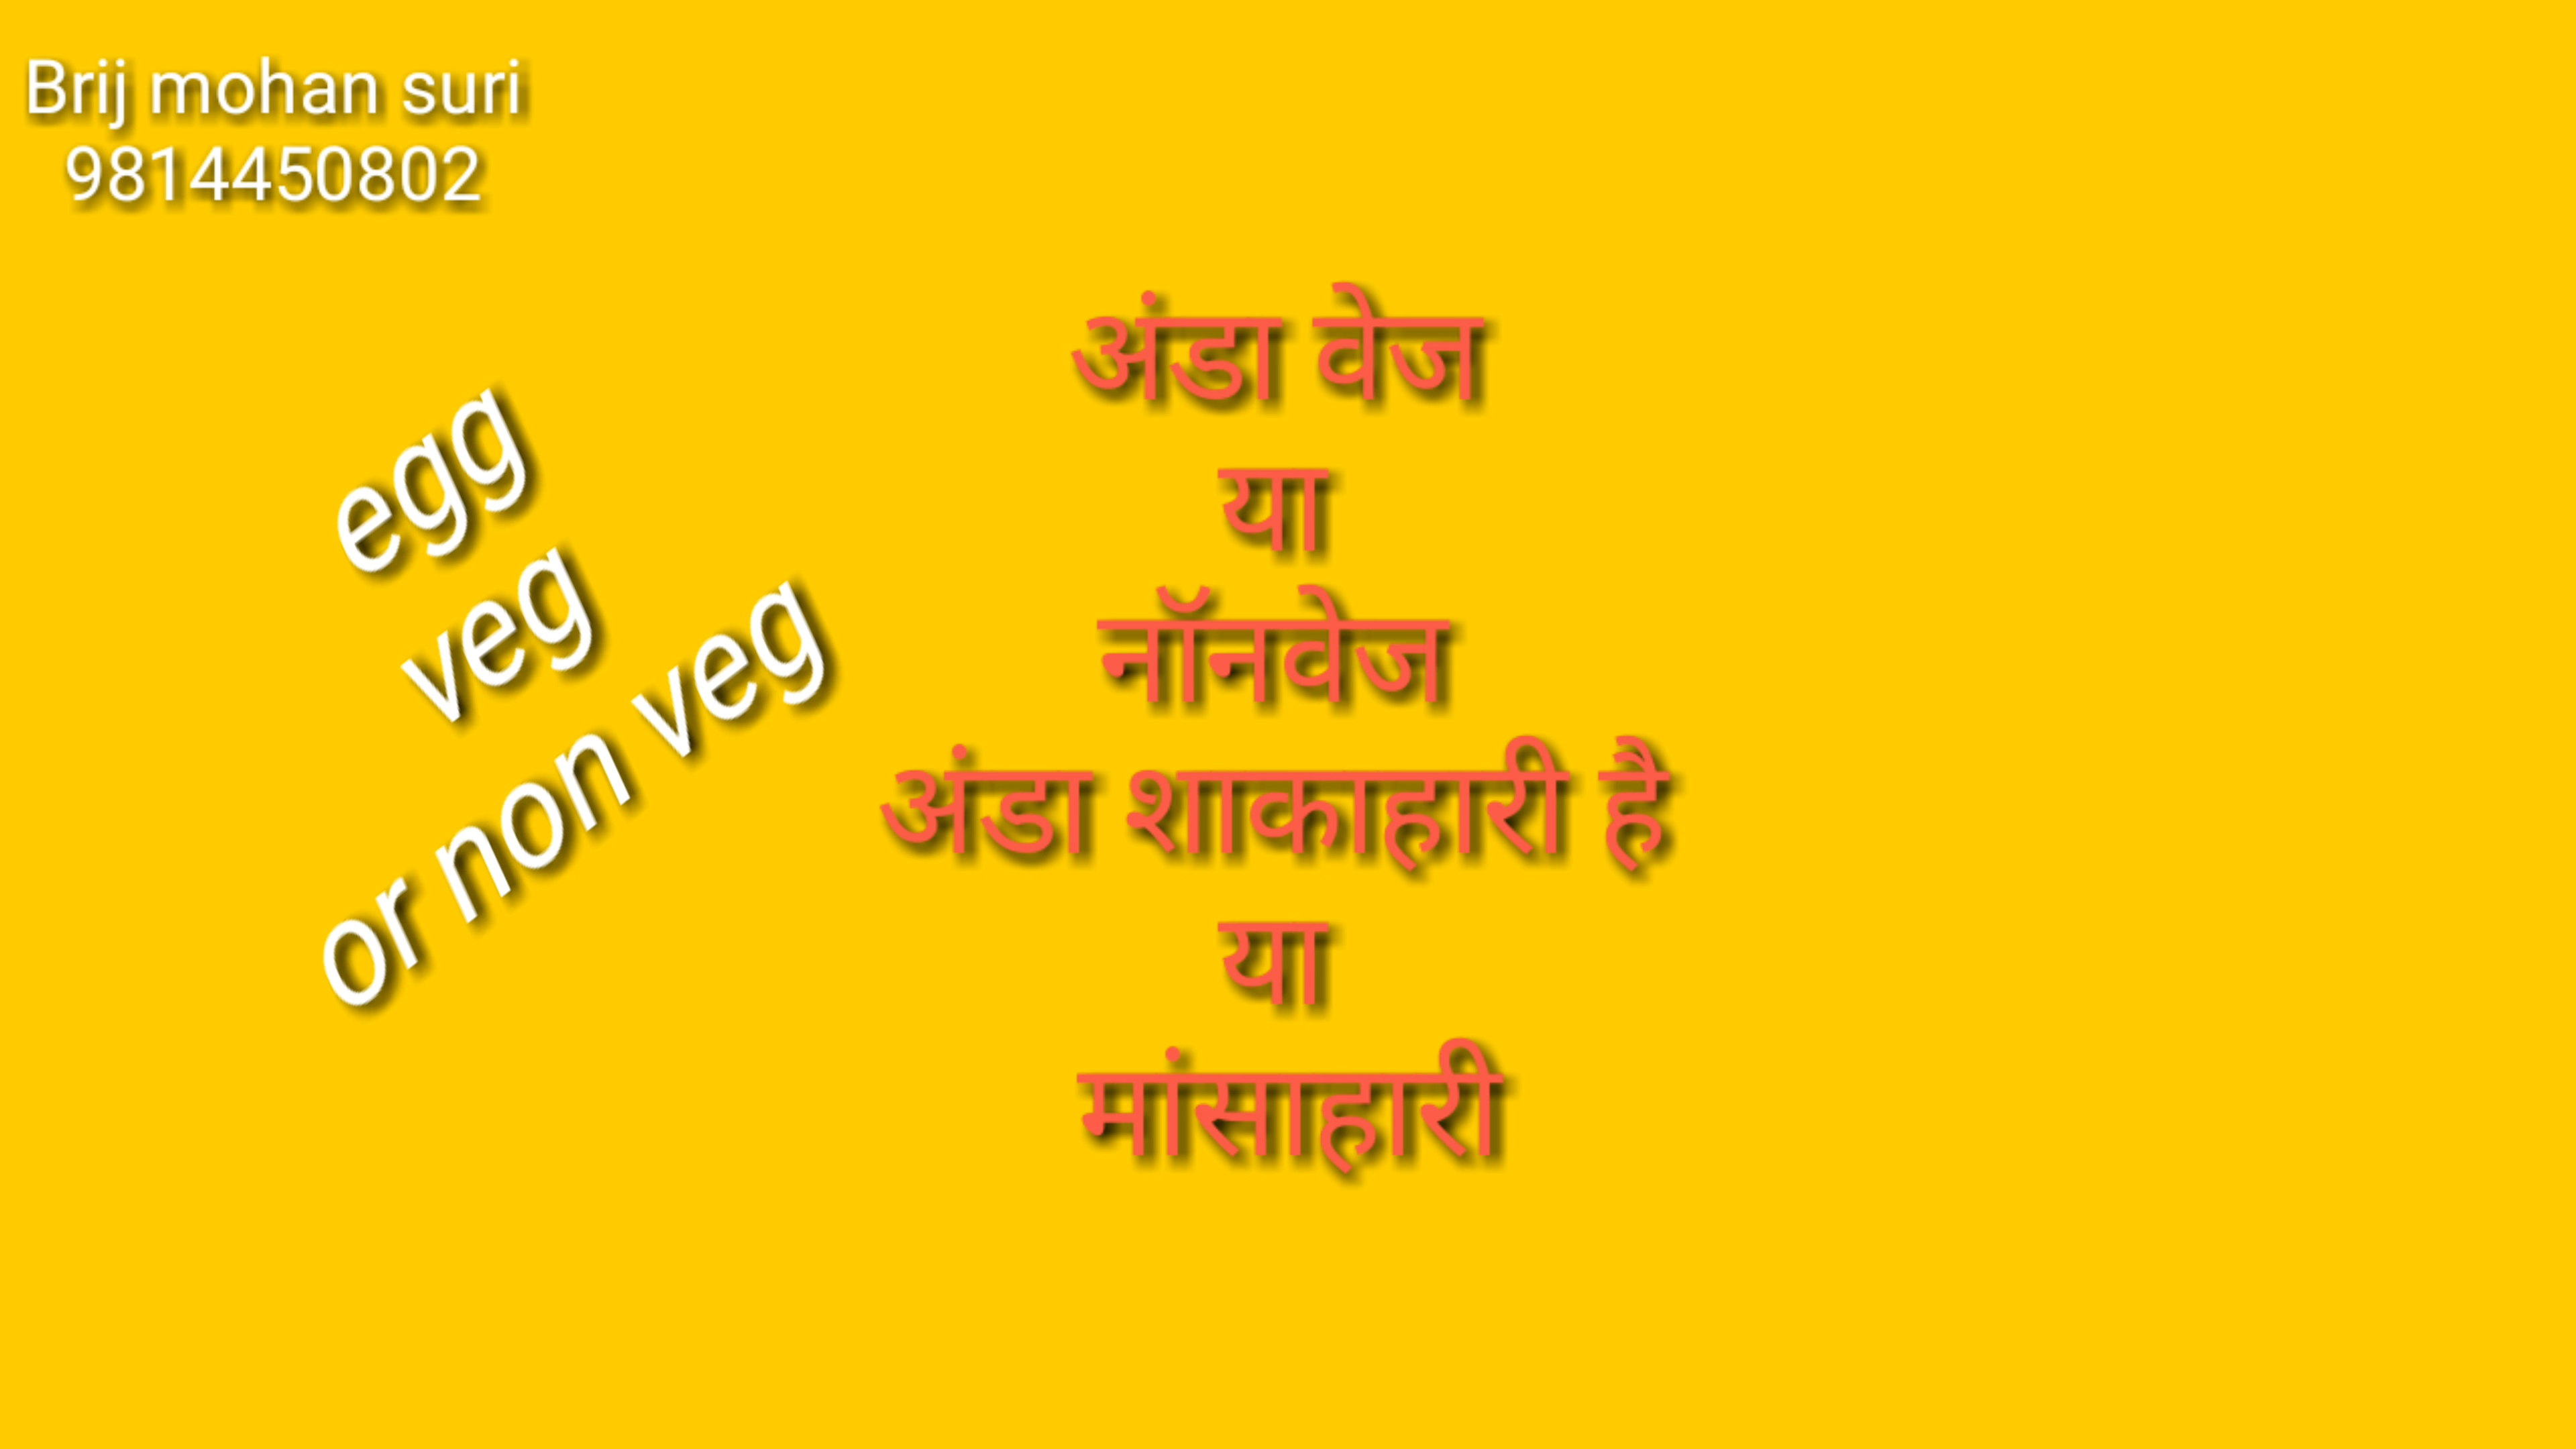 Brij mohan suri
9814450802
egg
veg
or non veg
अंडा वेज
या
नॉनवेज
अंडा शाकाहारी है
या
मांसाहारी